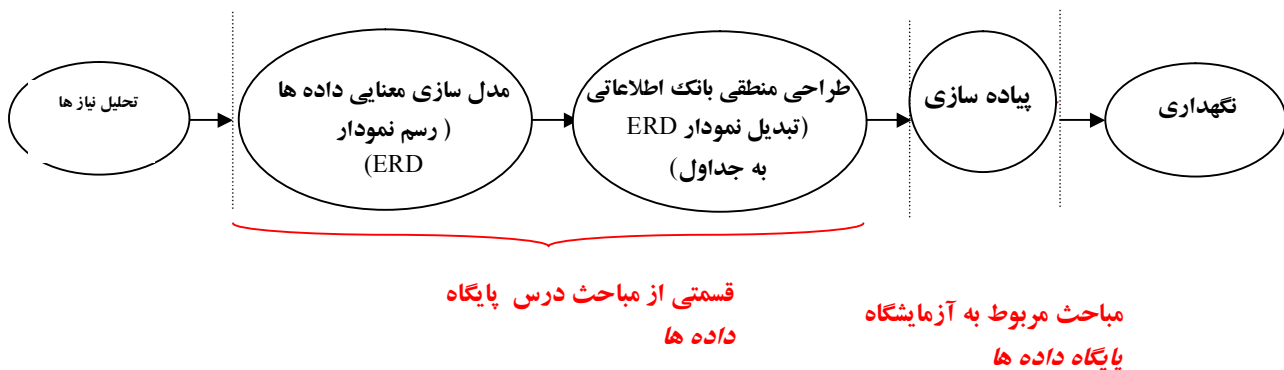 تحلیل نیاز ها
مدل سازی معنایی داده ها
( رسم نمودار
ERD)
طراحی منطقی بانک اطلاعاتی
(تبدیل نمودار ERD
به جداول)
پیاده سازی
نگهداری
قسمتی از مباحث درس پایگاه
داده ها
مباحث مربوط به آزمایشگاه
پایگاه داده ها